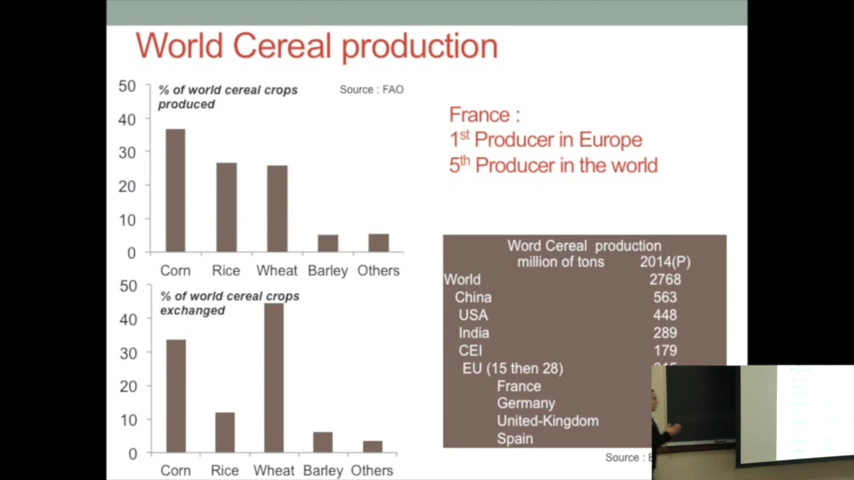 World Cereal production
50
% of world cereal crops
produced
Source : FAO
40
30
20
10
0
Corn Rice Wheat Barley Others
50
% of world cereal crops
exchanged
40
30
20
10
0
Corn Rice Wheat Barley Others
France :
1st Producer in Europe
5th Producer in the world
Word Cereal production
million of tons 2014(P)
World 2768
China 563
USA 448
India 289
CEI 179
EU (15 then 28)
France
Germany
United-Kingdom
Spain
Source :